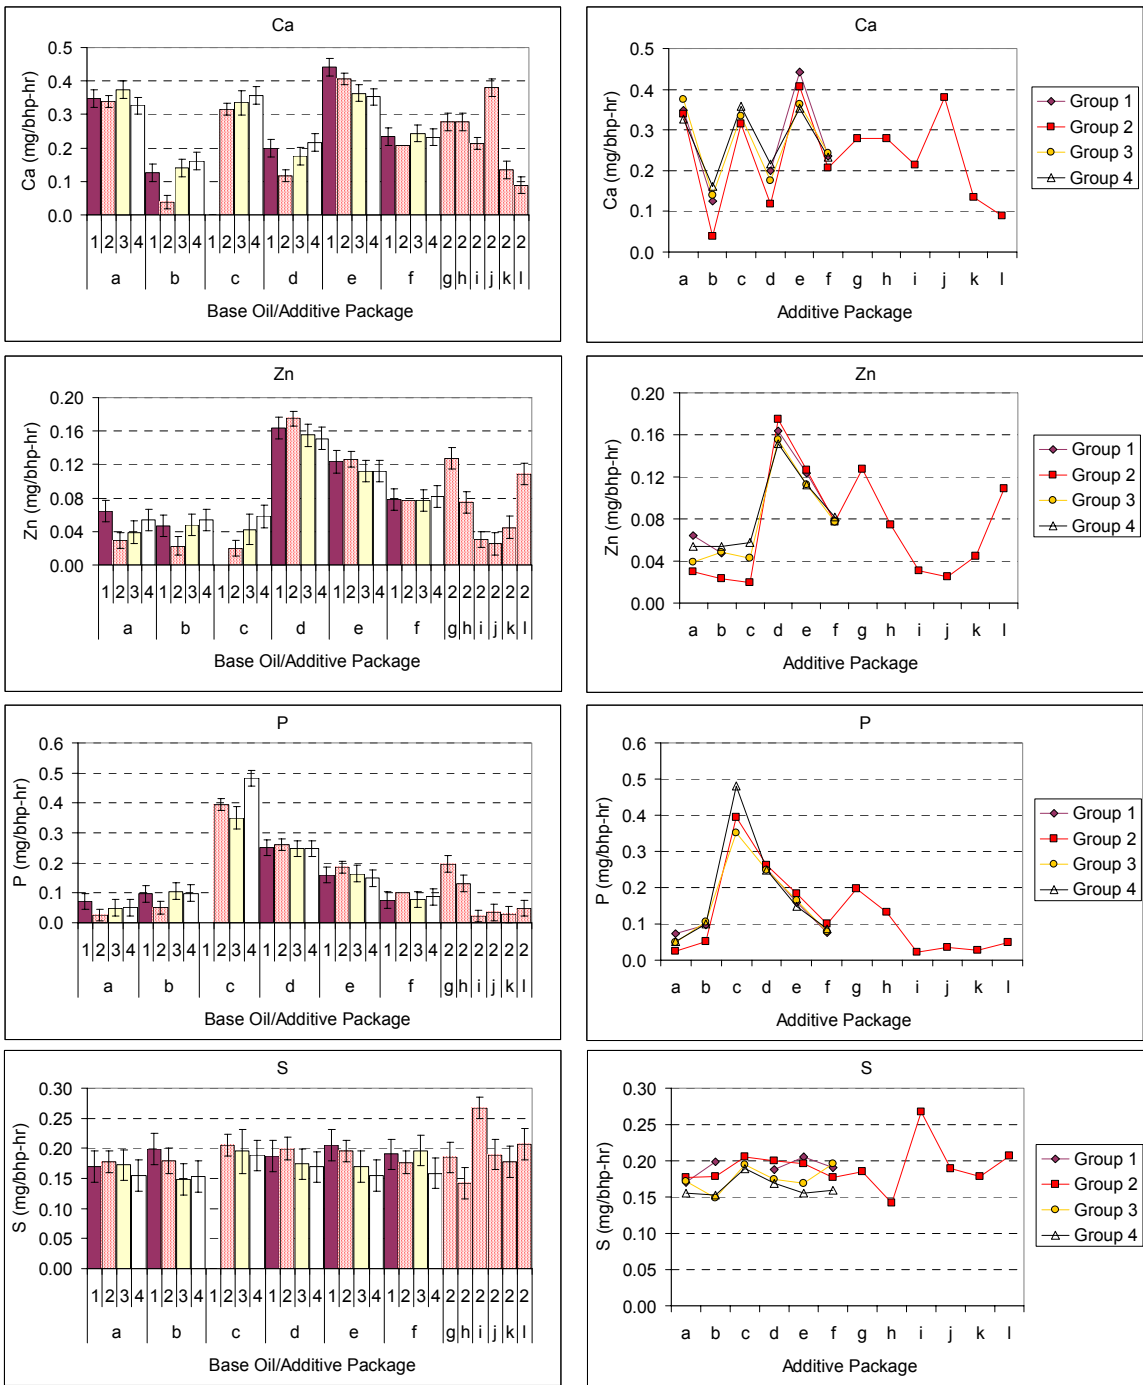 Ca
0.5
0.4
0.3
0.2
0.1
0.0
Ca (mg/bhp-hr)
1 2 3 4 1 2 3 4 1 2 3 4 1 2 3 4 1 2 3 4 1 2 3 4 2 2 2 2 2 2
a b c d e f g h i j k l
Base Oil/Additive Package
Ca
0.5
0.4
0.3
0.2
0.1
0.0
Ca (mg/bhp-hr)
a b c d e f g h i j k l
Additive Package
Group 1
Group 2
Group 3
Group 4
Zn
0.20
0.16
0.12
0.08
0.04
0.00
Zn (mg/bhp-hr)
1 2 3 4 1 2 3 4 1 2 3 4 1 2 3 4 1 2 3 4 1 2 3 4 2 2 2 2 2 2
a b c d e f g h i j k l
Base Oil/Additive Package
Zn
0.20
0.16
0.12
0.08
0.04
0.00
Zn (mg/bhp-hr)
a b c d e f g h i j k l
Additive Package
Group 1
Group 2
Group 3
Group 4
P
0.6
0.5
0.4
0.3
0.2
0.1
0.0
P (mg/bhp-hr)
1 2 3 4 1 2 3 4 1 2 3 4 1 2 3 4 1 2 3 4 1 2 3 4 2 2 2 2 2 2
a b c d e f g h i j k l
Base Oil/Additive Package
P
0.6
0.5
0.4
0.3
0.2
0.1
0.0
P (mg/bhp-hr)
a b c d e f g h i j k l
Additive Package
Group 1
Group 2
Group 3
Group 4
S
0.30
0.25
0.20
0.15
0.10
0.05
0.00
S (mg/bhp-hr)
1 2 3 4 1 2 3 4 1 2 3 4 1 2 3 4 1 2 3 4 1 2 3 4 2 2 2 2 2 2
a b c d e f g h i j k l
Base Oil/Additive Package
S
0.30
0.25
0.20
0.15
0.10
0.05
0.00
S (mg/bhp-hr)
a b c d e f g h i j k l
Additive Package
Group 1
Group 2
Group 3
Group 4